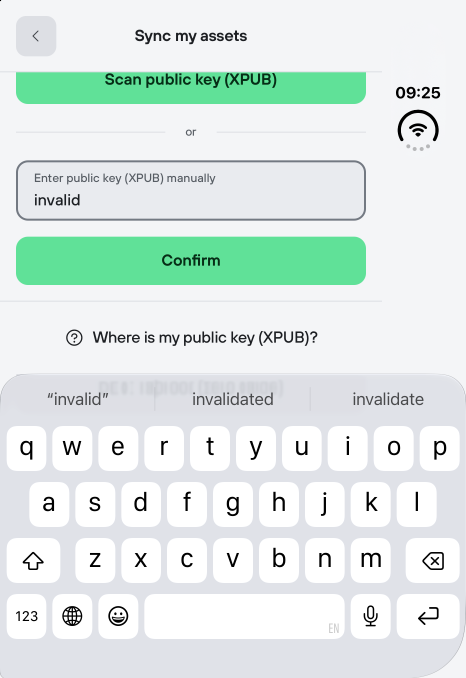 Sync my assets
09:25
Scan public key (XPUB)
or
Enter public key (XPUB) manually
invalid
Confirm
Where is my public key (XPUB)?
“invalid” invalidated invalidate
q w e r t y u i o p
a s d f g h j k l
z x c v b n m
123
EN